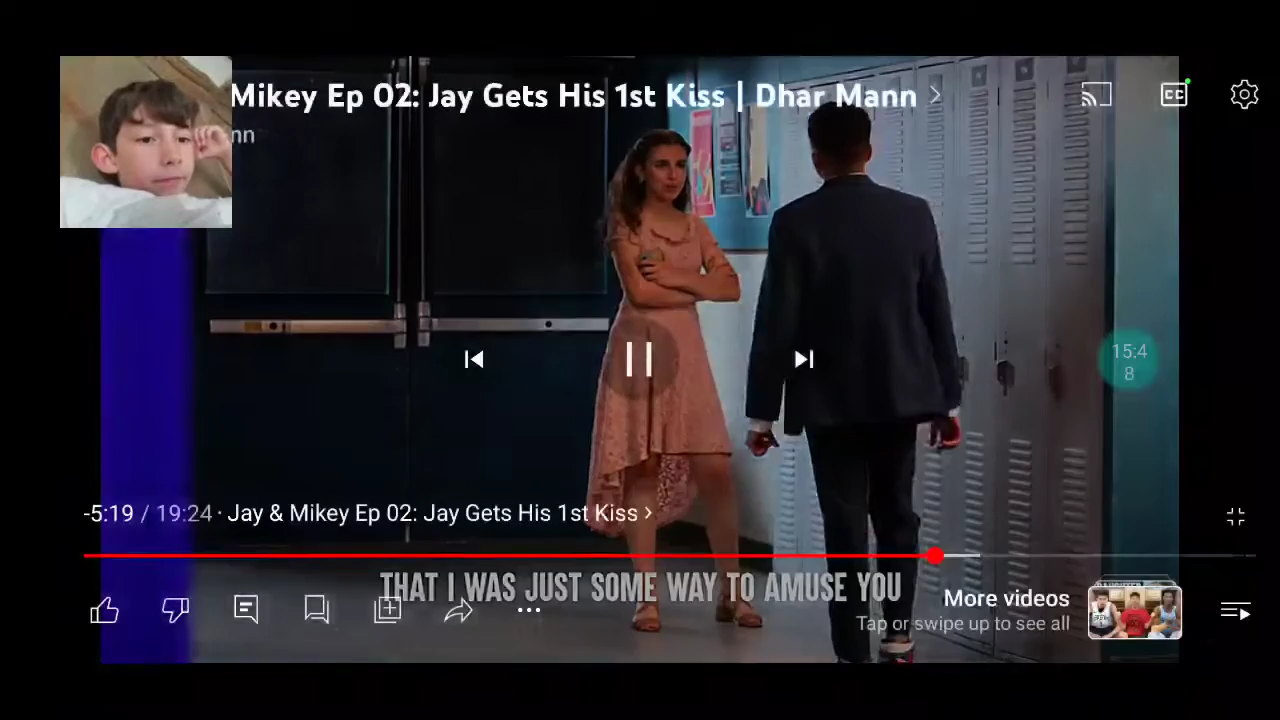 Mikey Ep 02: Jay Gets His 1st Kiss | Dhar Mann
nn
CC
15:4
8
-5:19 / 19:24 · Jay & Mikey Ep 02: Jay Gets His 1st Kiss
THAT I WAS JUST SOME WAY TO AMUSE YOU
More videos
Tap or swipe up to see all